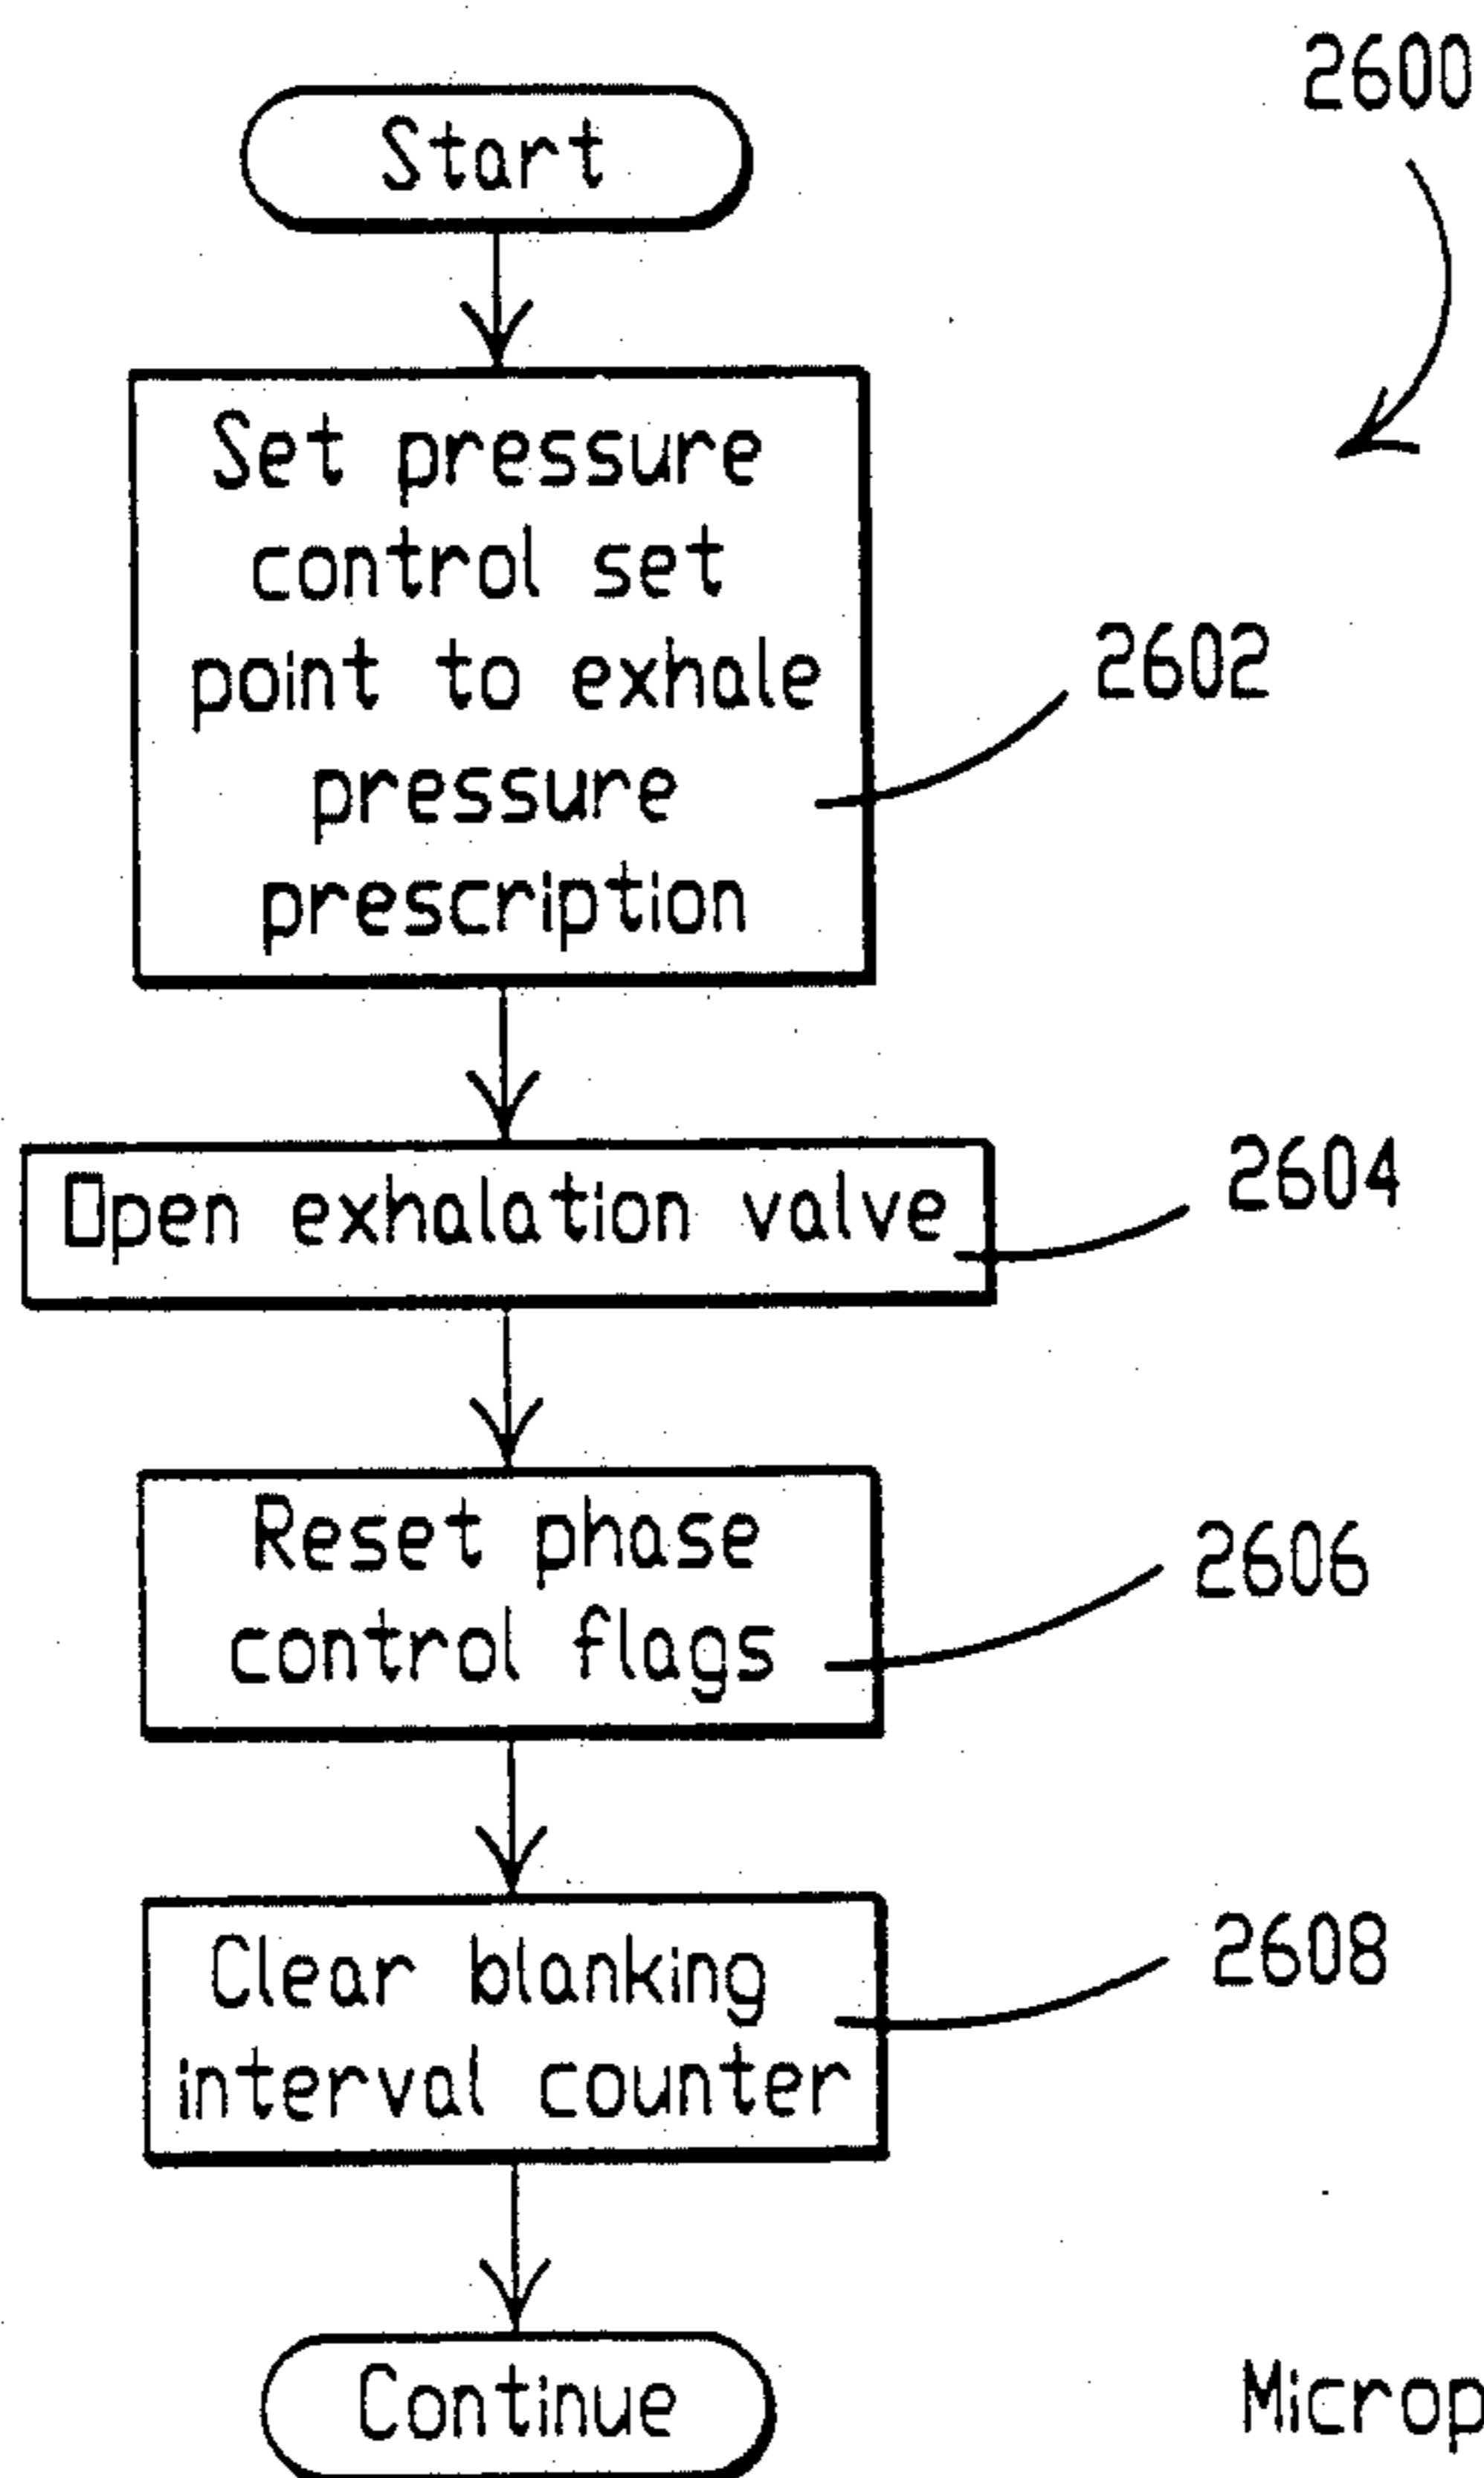 2600
Start
Set pressure
control set
point to exhale
pressure
prescription
2602
Open exhalation valve
2604
Reset phase
control flags
2606
Clear blanking
interval counter
2608
Continue
Microp